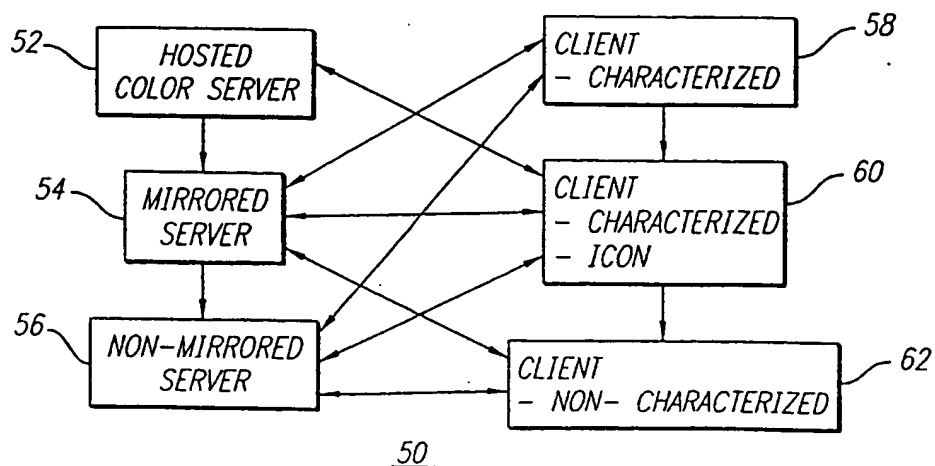 52
HOSTED
COLOR SERVER
CLIENT
- CHARACTERIZED
58
54
MIRRORED
SERVER
CLIENT
- CHARACTERIZED
- ICON
60
56
NON-MIRRORED
SERVER
CLIENT
- NON- CHARACTERIZED
62
50